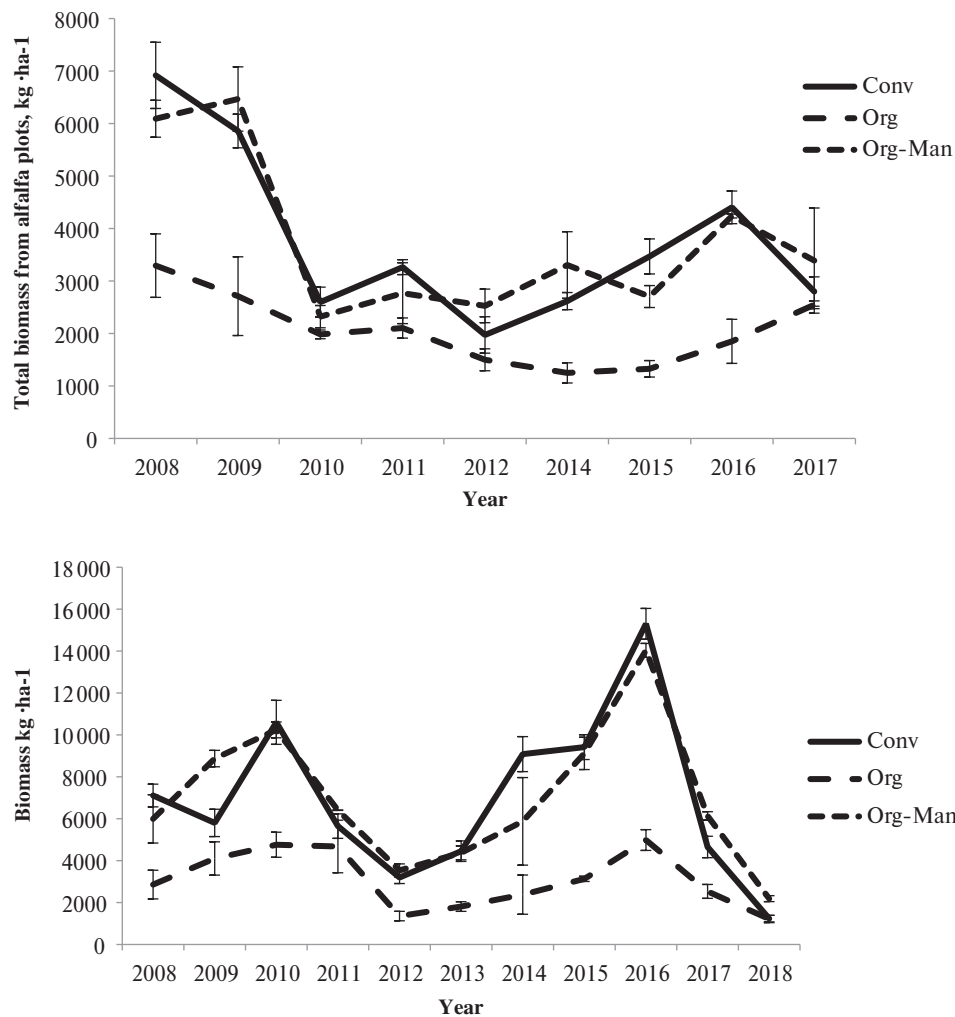 8000
7000
6000
5000
4000
3000
2000
1000
0
Total biomass from alfalfa plots, kg·ha-1
Conv
Org
Org-Man
2008 2009 2010 2011 2012 2014 2015 2016 2017
Year
18 000
16 000
14 000
12 000
10 000
8000
6000
4000
2000
0
Biomass kg·ha-1
Conv
Org
Org-Man
2008 2009 2010 2011 2012 2013 2014 2015 2016 2017 2018
Year